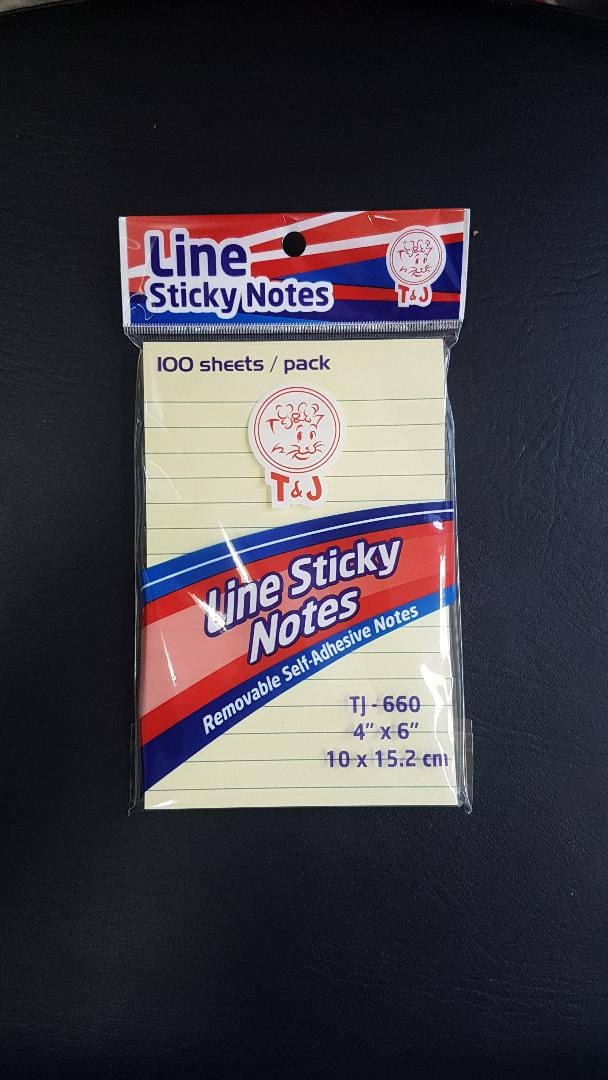 Line
Sticky Notes
T&J
100 sheets / pack
T&J
Line Sticky
Notes
Removable Self-Adhesive Notes
TJ - 660
4” x 6”
10 x 15.2 cm